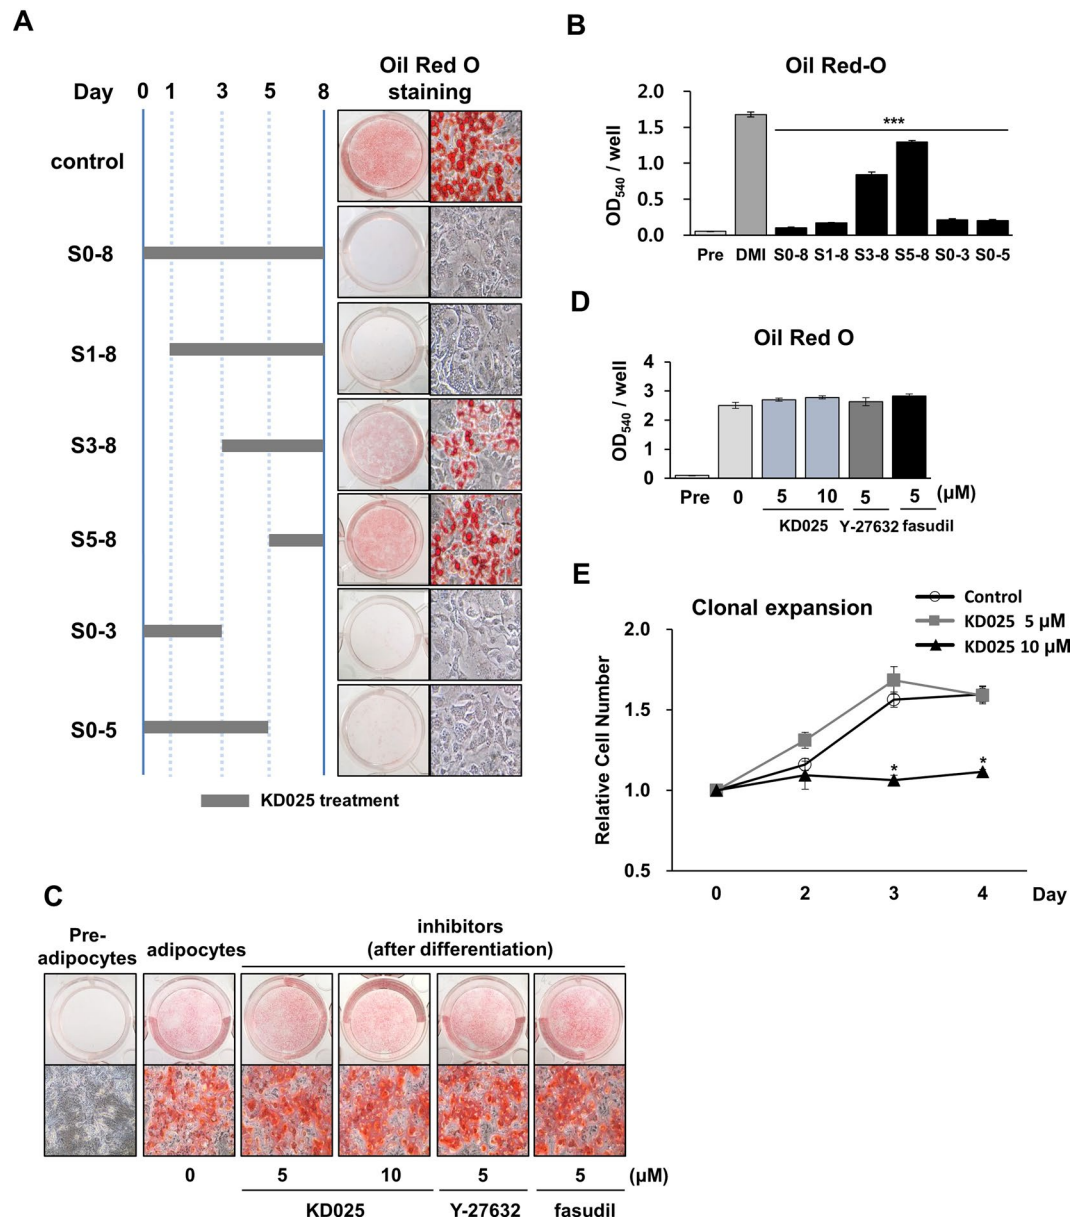 A
Day 0 1 3 5 8
Oil Red O
staining
control
S0-8
S1-8
S3-8
S5-8
S0-3
S0-5
KD025 treatment
B
Oil Red-O
OD540 / well
2.0
1.5
1.0
0.5
0.0
***
Pre DMI S0-8 S1-8 S3-8 S5-8 S0-3 S0-5
D
Oil Red O
OD540 / well
4
3
2
1
0
Pre 0 5 10 5 5 (μM)
KD025 Y-27632 fasudil
E
Clonal expansion
Control
KD025 5 μM
KD025 10 μM
Relative Cell Number
2.0
1.5
1.0
0.5
* *
0 2 3 4 Day
C
Pre-
adipocytes
adipocytes
inhibitors
(after differentiation)
0 5 10 5 5 (μM)
KD025 Y-27632 fasudil